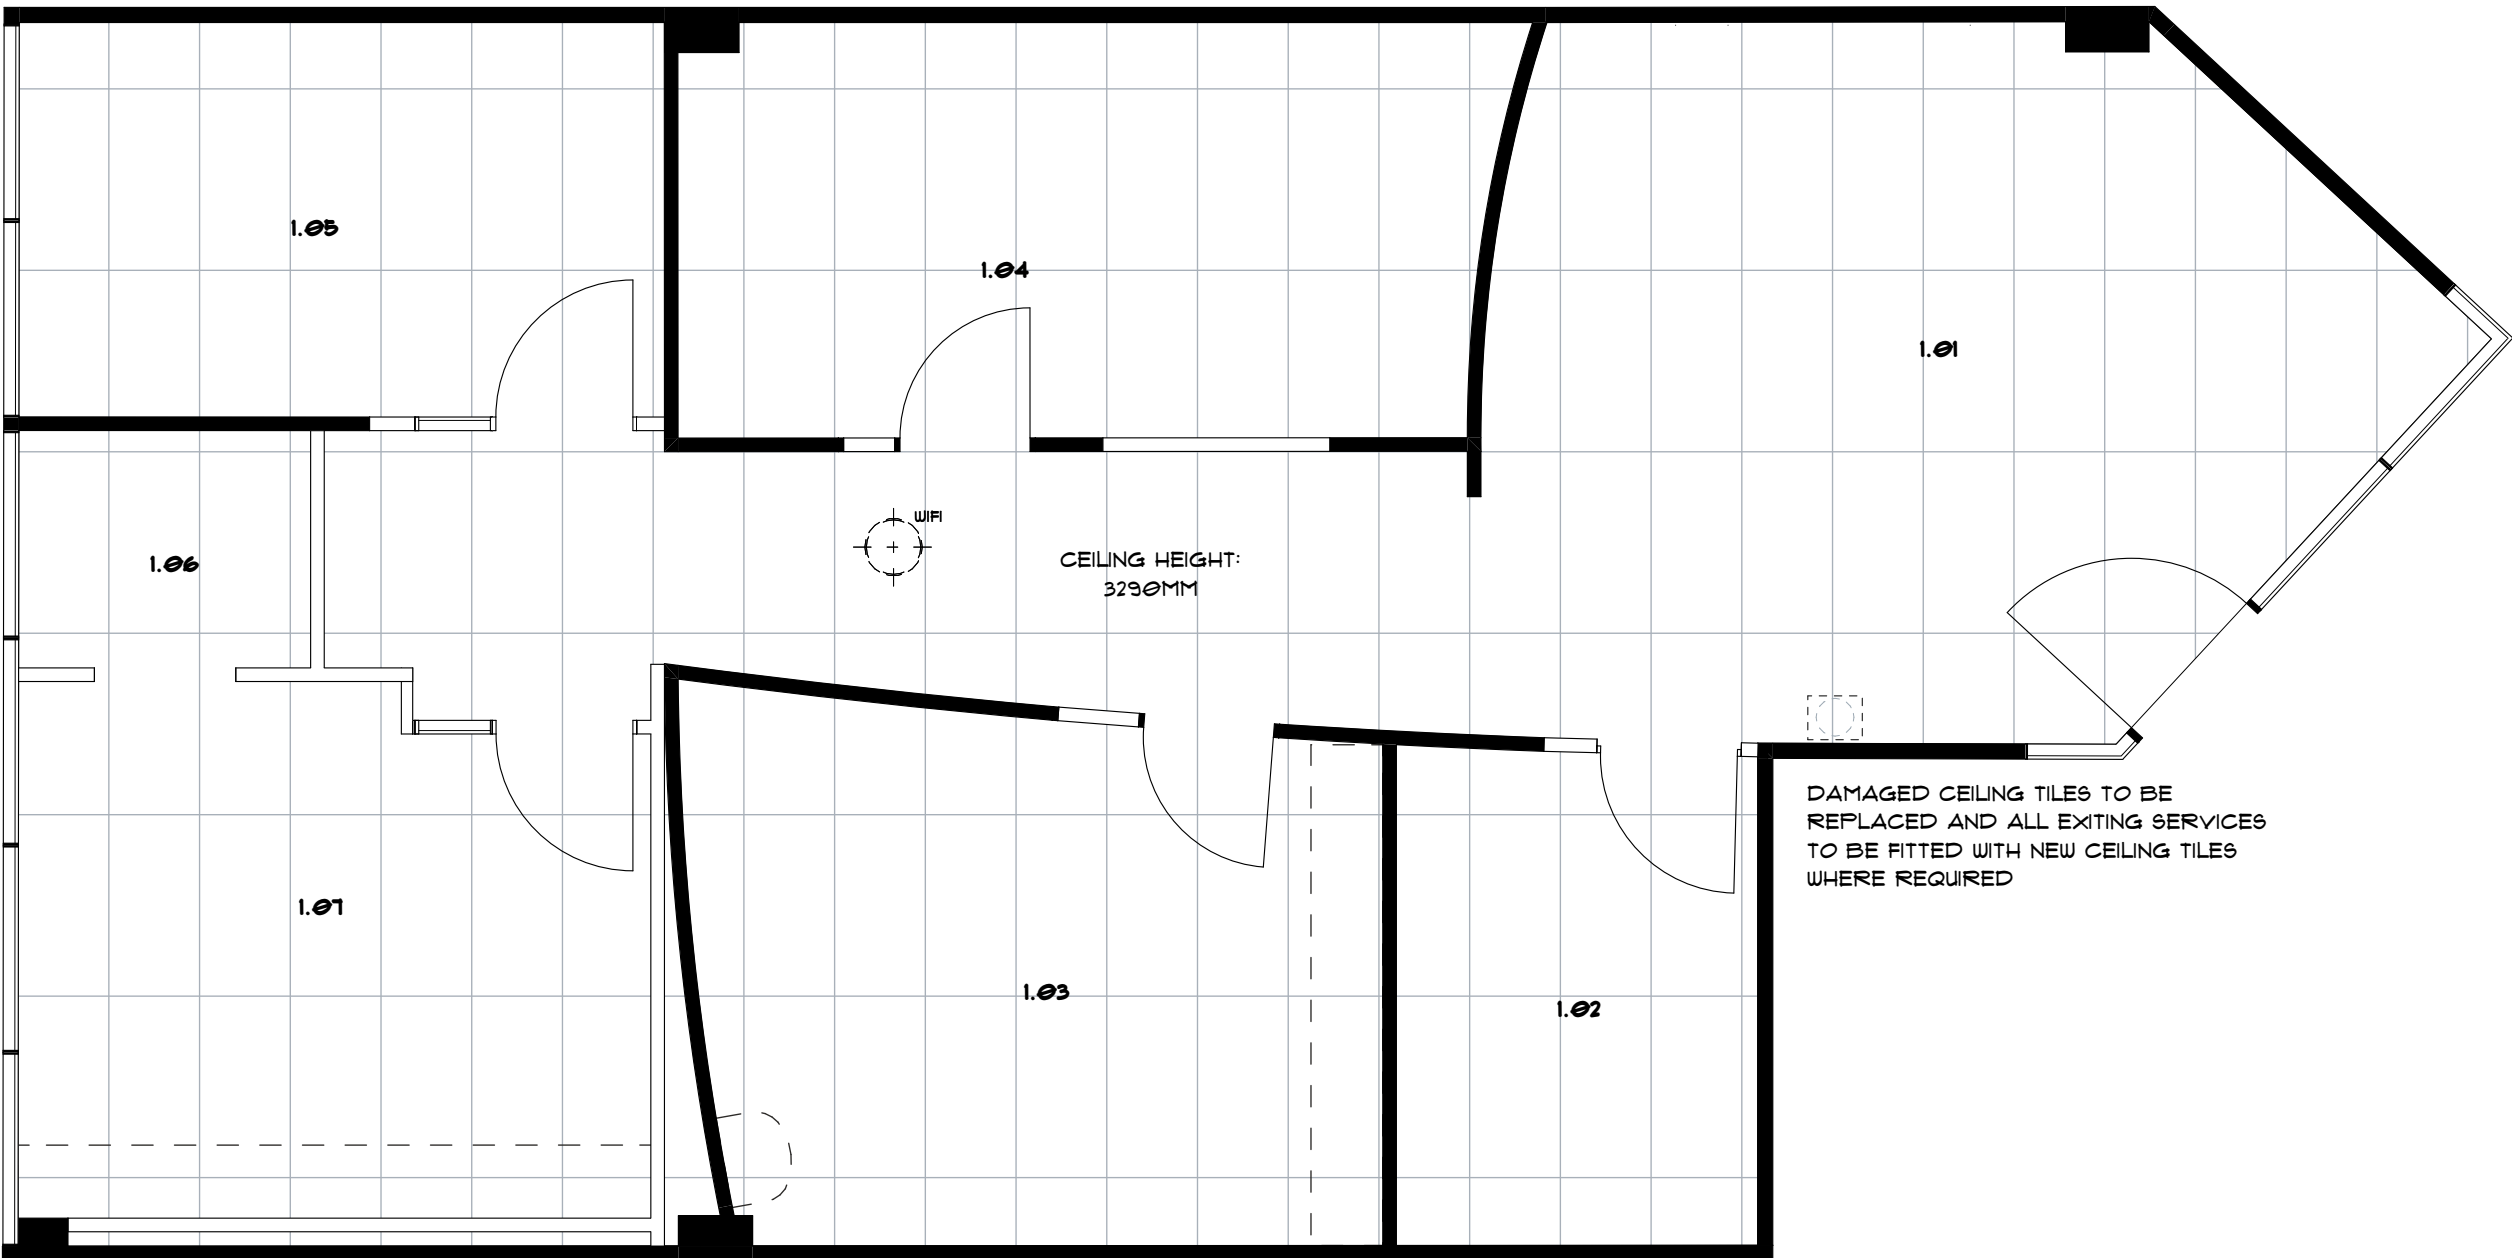 1.05
1.04
1.01
WIFI
CEILING HEIGHT:
3290MM
1.06
DAMAGED CEILING TILES TO BE
REPLACED AND ALL EXITING SERVICES
TO BE FITTED WITH NEW CEILING TILES
WHERE REQUIRED
1.07
1.03
1.02